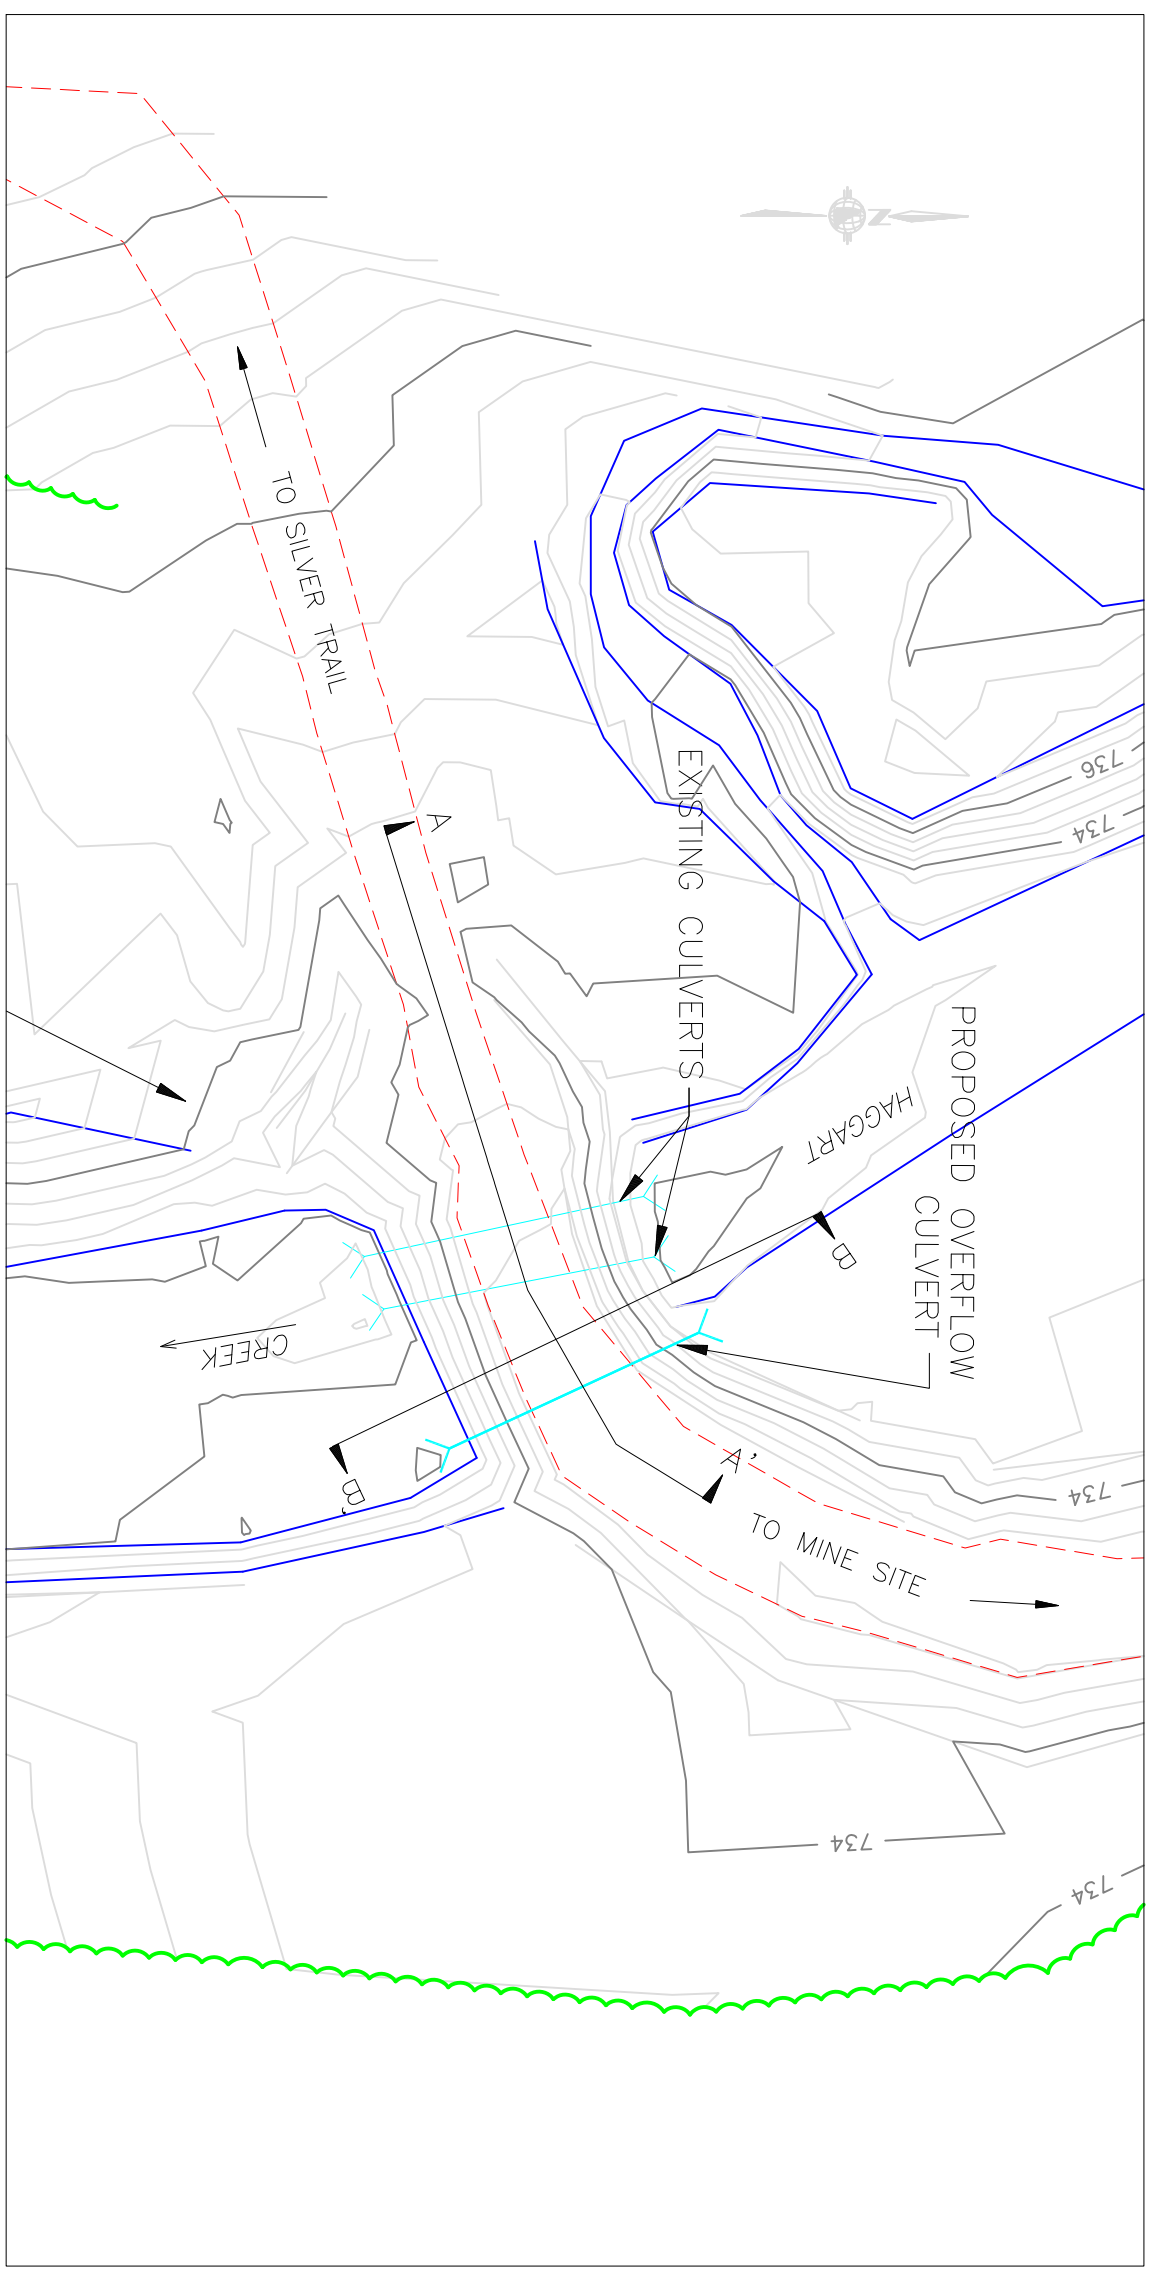 N
TO SILVER TRAIL
736
734
A
EXISTING CULVERTS
PROPOSED OVERFLOW
CULVERT
HAGGART
CREEK
B
B'
A'
734
TO MINE SITE
734
734